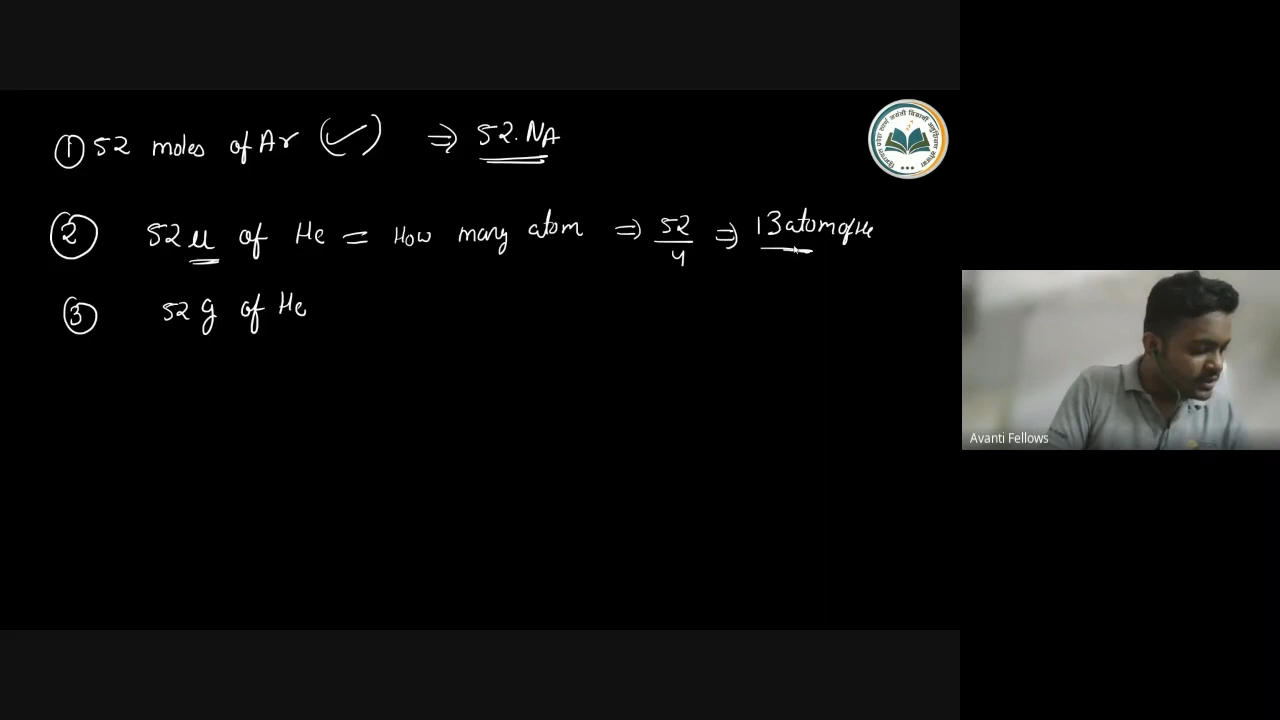 ① 52 moles of Ar (✓) ⇒ 52.NA
② 52 u of He = How many atom ⇒ 52/4 ⇒ 13 atom of He
③ 52 g of He
Avanti Fellows